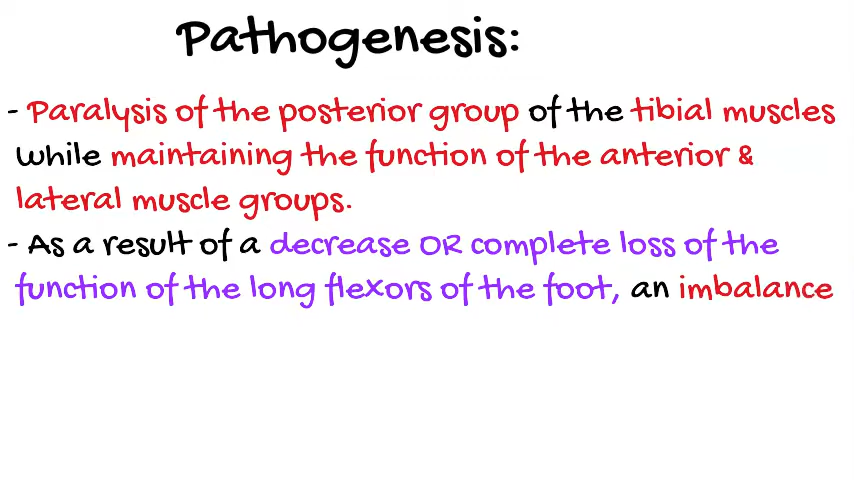 Pathogenesis:
- Paralysis of the posterior group of the tibial muscles
while maintaining the function of the anterior &
lateral muscle groups.
- As a result of a decrease OR complete loss of the
function of the long flexors of the foot, an imbalance